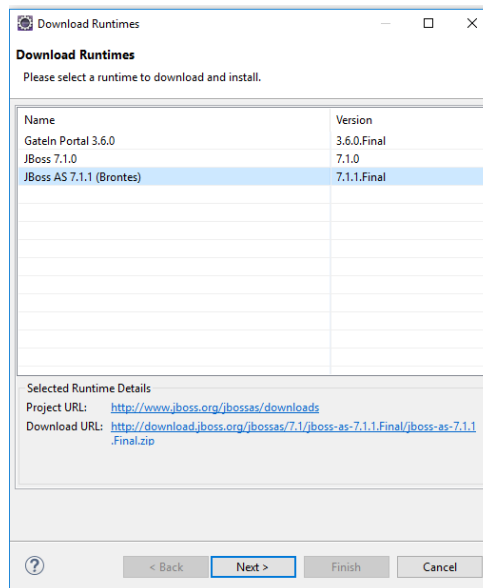 Download Runtimes
Download Runtimes
Please select a runtime to download and install.
Name Version
GateIn Portal 3.6.0 3.6.0.Final
JBoss 7.1.0 7.1.0
JBoss AS 7.1.1 (Brontes) 7.1.1.Final
Selected Runtime Details
Project URL: http://www.jboss.org/jbossas/downloads
Download URL: http://download.jboss.org/jbossas/7.1/jboss-as-7.1.1.Final/jboss-as-7.1.1
.Final.zip
? < Back Next > Finish Cancel